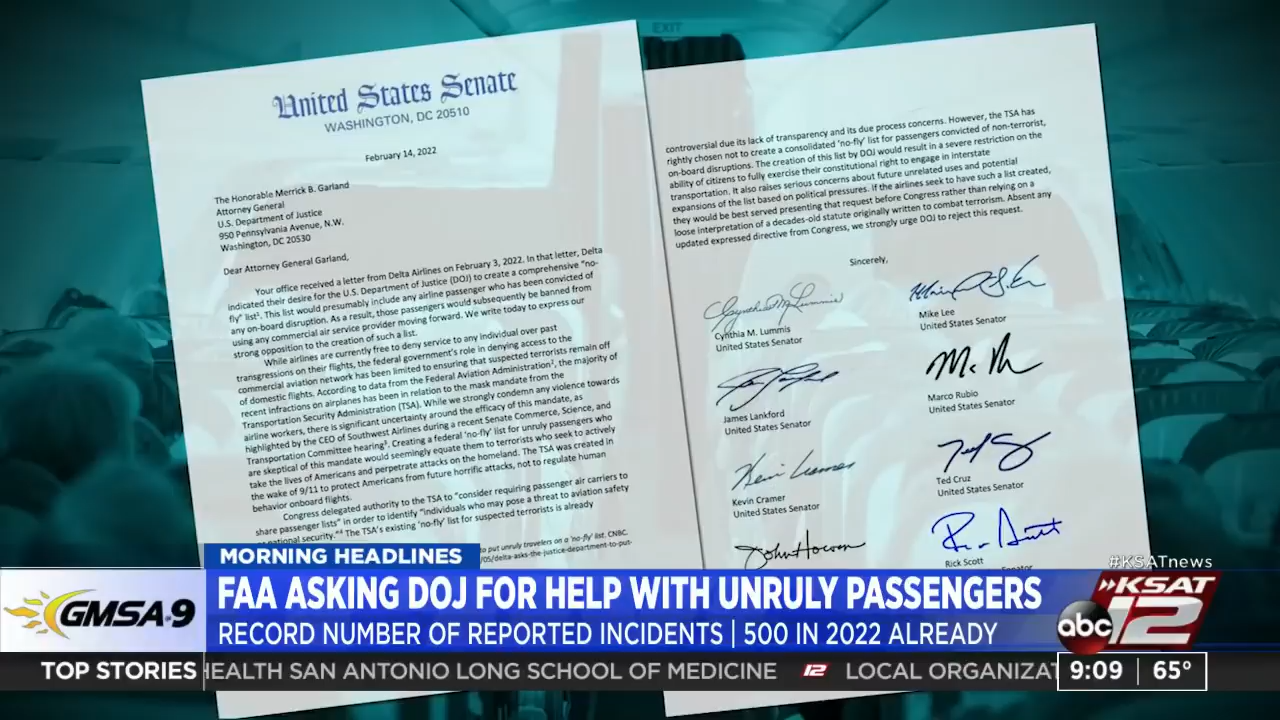 EXIT
United States Senate
WASHINGTON, DC 20510
February 14, 2022
The Honorable Merrick B. Garland
Attorney General
U.S. Department of Justice
950 Pennsylvania Avenue, N.W.
Washington, DC 20530
Dear Attorney General Garland,
Your office received a letter from Delta Airlines on February 3, 2022. In that letter, Delta
indicated their desire for the U.S. Department of Justice (DOJ) to create a comprehensive “no-
fly” list¹. This list would presumably include any airline passenger who has been convicted of
any on-board disruption. As a result, those passengers would subsequently be banned from
using any commercial air service provider moving forward. We write today to express our
strong opposition to the creation of such a list.
While airlines are currently free to deny service to any individual over past
transgressions on their flights, the federal government's role in denying access to the
commercial aviation network has been limited to ensuring that suspected terrorists remain off
of domestic flights. According to data from the Federal Aviation Administration², the majority of
recent infractions on airplanes has been in relation to the mask mandate from the
Transportation Security Administration (TSA). While we strongly condemn any violence towards
airline workers, there is significant uncertainty around the efficacy of this mandate, as
highlighted by the CEO of Southwest Airlines during a recent Senate Commerce, Science, and
Transportation Committee hearing³. Creating a federal ‘no-fly’ list for unruly passengers who
are skeptical of this mandate would seemingly equate them to terrorists who seek to actively
take the lives of Americans and perpetrate attacks on the homeland. The TSA was created in
the wake of 9/11 to protect Americans from future horrific attacks, not to regulate human
behavior onboard flights.
Congress delegated authority to the TSA to “consider requiring passenger air carriers to
share passenger lists” in order to identify “individuals who may pose a threat to aviation safety
national security.” The TSA's existing ‘no-fly’ list for suspected terrorists is already
to put unruly travelers on a 'no-fly' list. CNBC.
/05/delta-asks-the-justice-department-to-put-
controversial due its lack of transparency and its due process concerns. However, the TSA has
rightly chosen not to create a consolidated ‘no-fly’ list for passengers convicted of non-terrorist,
on-board disruptions. The creation of this list by DOJ would result in a severe restriction on the
ability of citizens to fully exercise their constitutional right to engage in interstate
transportation. It also raises serious concerns about future unrelated uses and potential
expansions of the list based on political pressures. If the airlines seek to have such a list created,
they would be best served presenting that request before Congress rather than relying on a
loose interpretation of a decades-old statute originally written to combat terrorism. Absent any
updated expressed directive from Congress, we strongly urge DOJ to reject this request.
Sincerely,
Cynthia M. Lummis
United States Senator
Mike Lee
United States Senator
James Lankford
United States Senator
Marco Rubio
United States Senator
Kevin Cramer
United States Senator
Ted Cruz
United States Senator
John Hoeven
Rick Scott
Senator
#KSATnews
MORNING HEADLINES
FAA ASKING DOJ FOR HELP WITH UNRULY PASSENGERS
RECORD NUMBER OF REPORTED INCIDENTS | 500 IN 2022 ALREADY
GMSA@9
abc KSAT 12
TOP STORIES HEALTH SAN ANTONIO LONG SCHOOL OF MEDICINE 12 LOCAL ORGANIZAT
9:09 65°